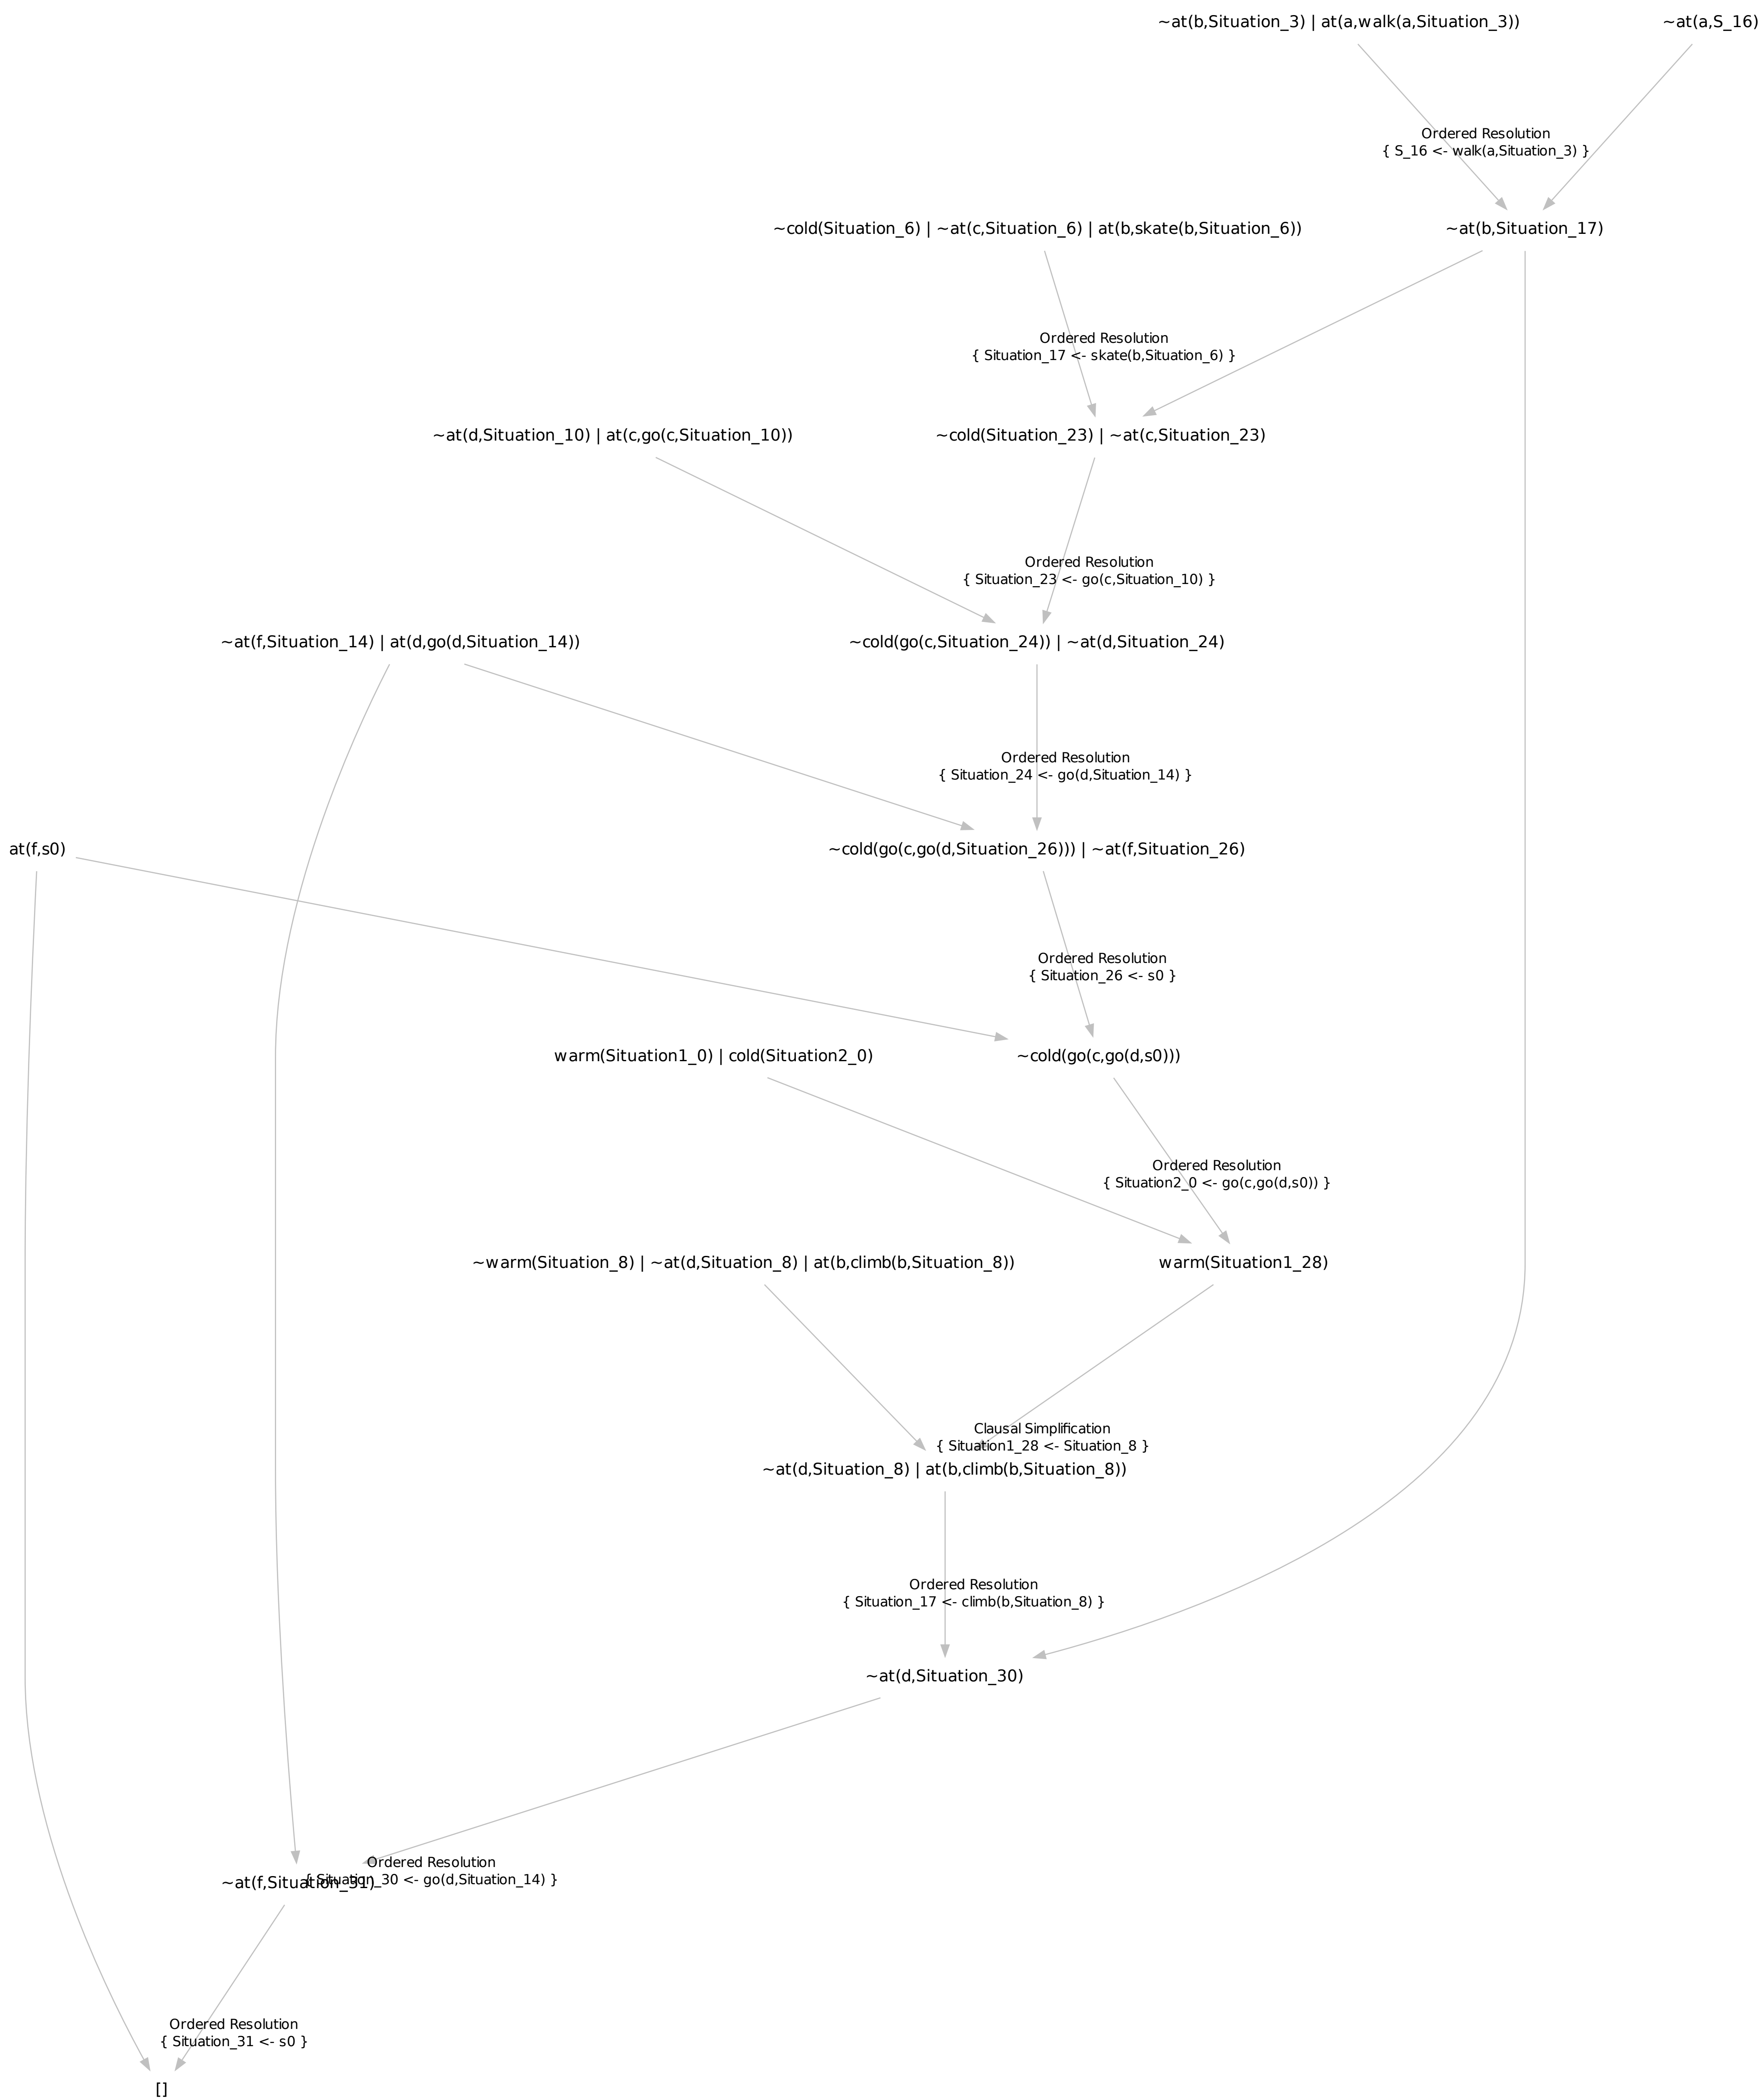 ~at(b,Situation_3) | at(a,walk(a,Situation_3))
~at(a,S_16)
Ordered Resolution
{ S_16 <- walk(a,Situation_3) }
~cold(Situation_6) | ~at(c,Situation_6) | at(b,skate(b,Situation_6))
~at(b,Situation_17)
Ordered Resolution
{ Situation_17 <- skate(b,Situation_6) }
~at(d,Situation_10) | at(c,go(c,Situation_10))
~cold(Situation_23) | ~at(c,Situation_23)
Ordered Resolution
{ Situation_23 <- go(c,Situation_10) }
~at(f,Situation_14) | at(d,go(d,Situation_14))
~cold(go(c,Situation_24)) | ~at(d,Situation_24)
Ordered Resolution
{ Situation_24 <- go(d,Situation_14) }
at(f,s0)
~cold(go(c,go(d,Situation_26))) | ~at(f,Situation_26)
Ordered Resolution
{ Situation_26 <- s0 }
warm(Situation1_0) | cold(Situation2_0)
~cold(go(c,go(d,s0)))
Ordered Resolution
{ Situation2_0 <- go(c,go(d,s0)) }
~warm(Situation_8) | ~at(d,Situation_8) | at(b,climb(b,Situation_8))
warm(Situation1_28)
Clausal Simplification
{ Situation1_28 <- Situation_8 }
~at(d,Situation_8) | at(b,climb(b,Situation_8))
Ordered Resolution
{ Situation_17 <- climb(b,Situation_8) }
~at(d,Situation_30)
Ordered Resolution
{ Situation_30 <- go(d,Situation_14) }
~at(f,Situation_31)
Ordered Resolution
{ Situation_31 <- s0 }
[]